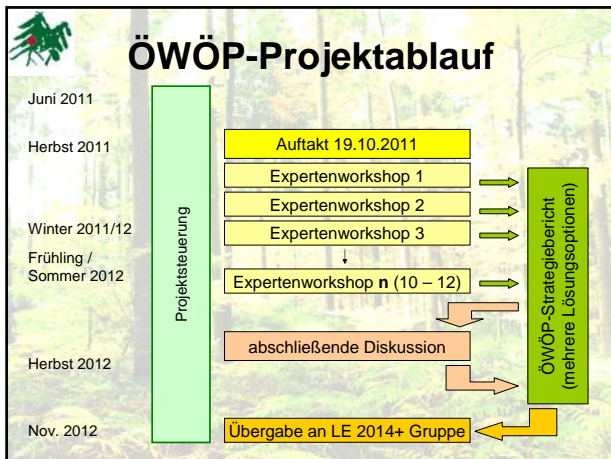 ÖWÖP-Projektablauf
Juni 2011
Herbst 2011
Winter 2011/12
Frühling /
Sommer 2012
Herbst 2012
Nov. 2012
Projektsteuerung
Auftakt 19.10.2011
Expertenworkshop 1
Expertenworkshop 2
Expertenworkshop 3
Expertenworkshop n (10 – 12)
abschließende Diskussion
Übergabe an LE 2014+ Gruppe
ÖWÖP-Strategiebericht
(mehrere Lösungsoptionen)